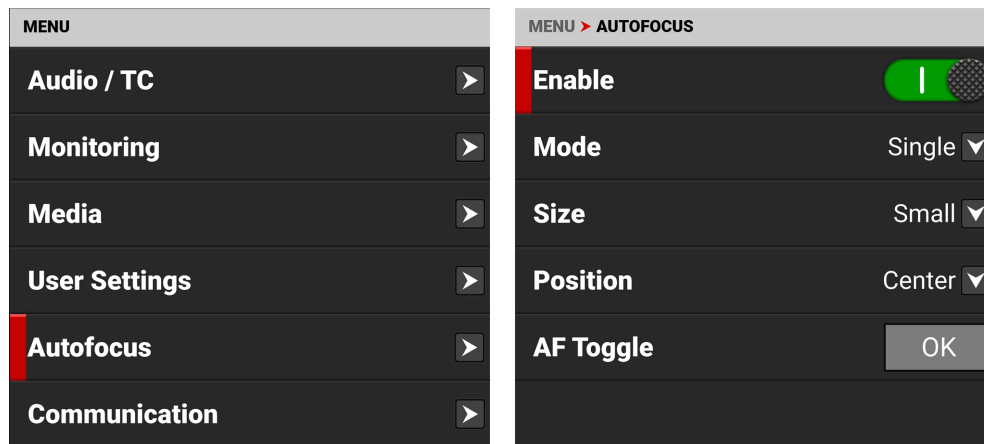 MENU
Audio / TC
Monitoring
Media
User Settings
Autofocus
Communication
MENU ➤ AUTOFOCUS
Enable
Mode Single
Size Small
Position Center
AF Toggle OK